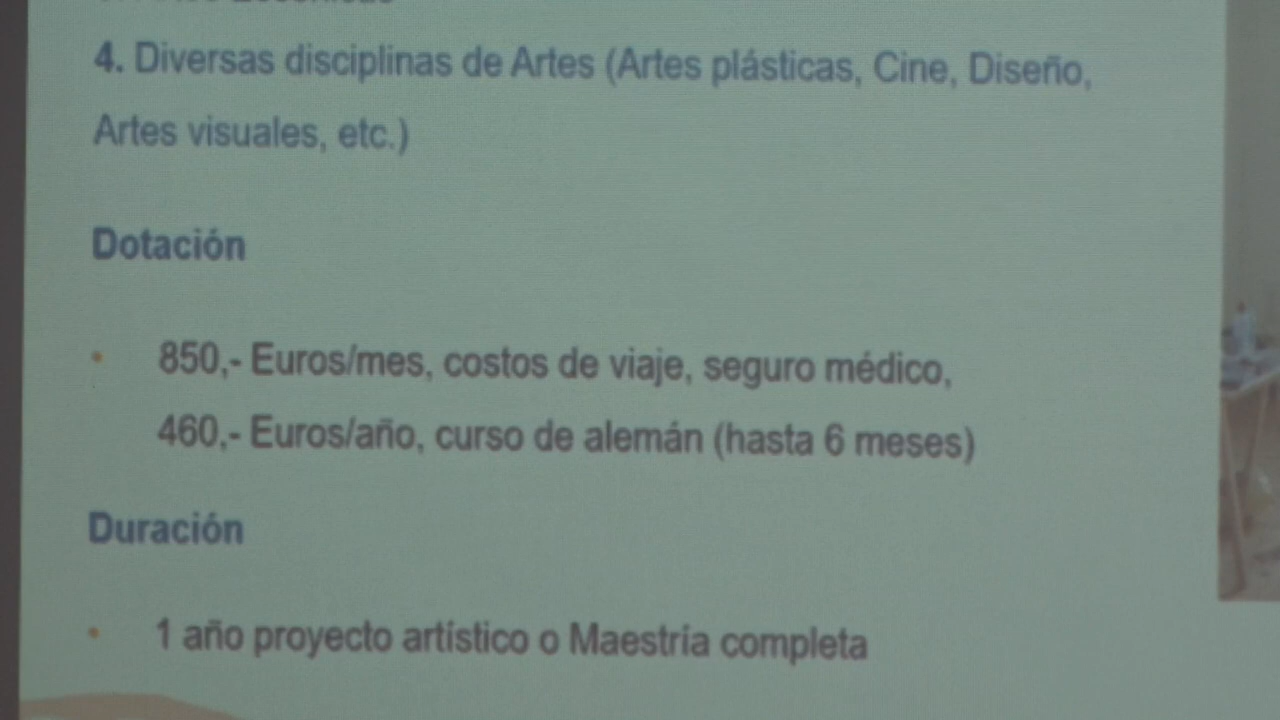 4. Diversas disciplinas de Artes (Artes plásticas, Cine, Diseño,
Artes visuales, etc.)
Dotación
• 850,- Euros/mes, costos de viaje, seguro médico,
460,- Euros/año, curso de alemán (hasta 6 meses)
Duración
• 1 año proyecto artístico o Maestría completa